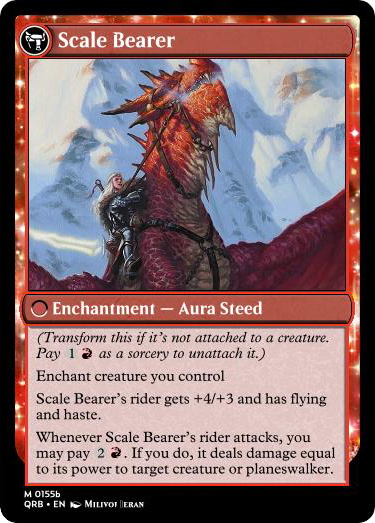 Scale Bearer
Enchantment — Aura Steed
(Transform this if it's not attached to a creature.
Pay 1 R as a sorcery to unattach it.)
Enchant creature you control
Scale Bearer's rider gets +4/+3 and has flying
and haste.
Whenever Scale Bearer's rider attacks, you
may pay 2 R. If you do, it deals damage equal
to its power to target creature or planeswalker.
M 0155b
QRB • EN Milivoj Ćeran